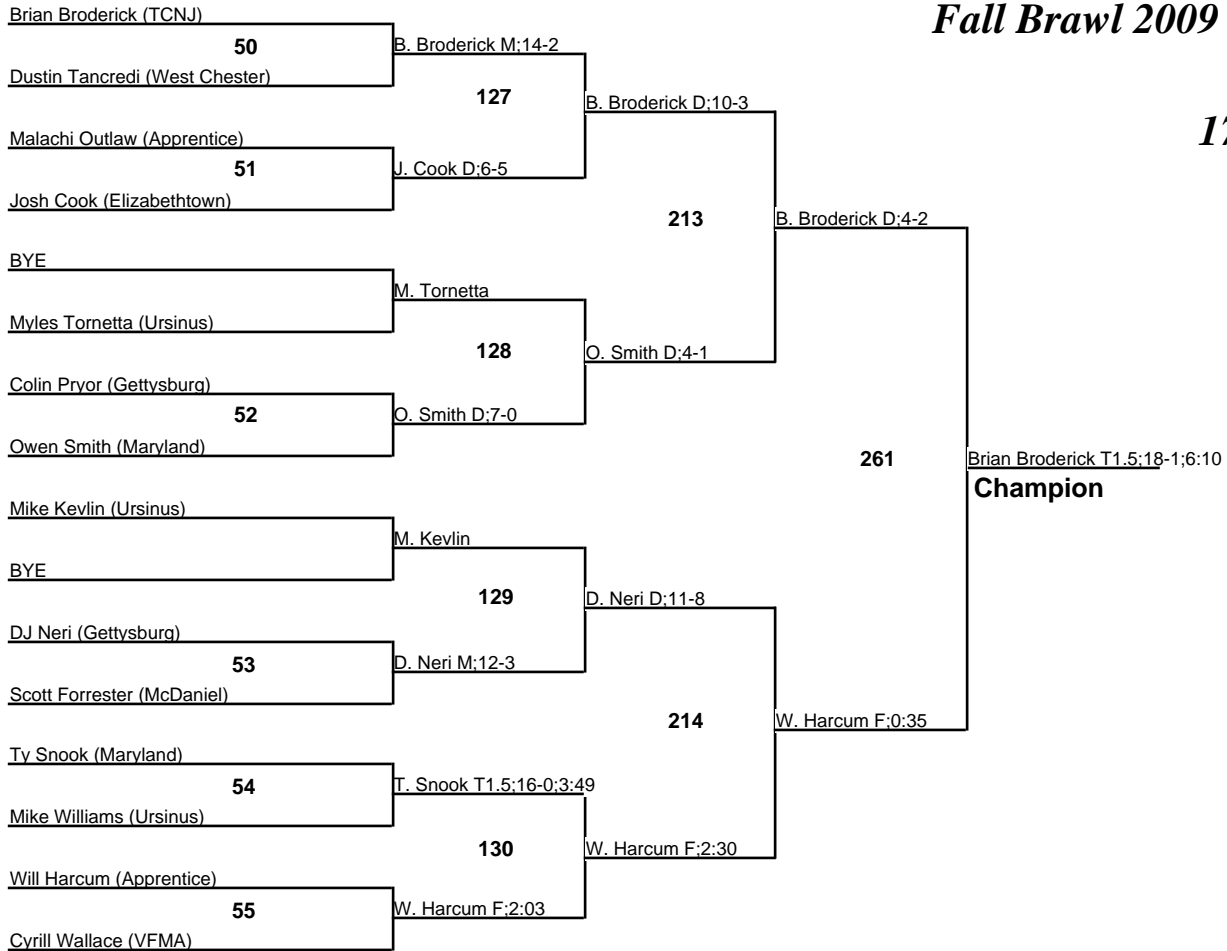 Fall Brawl 2009
17
Brian Broderick (TCNJ)
50
Dustin Tancredi (West Chester)
B. Broderick M;14-2
127
Malachi Outlaw (Apprentice)
51
Josh Cook (Elizabethtown)
J. Cook D;6-5
B. Broderick D;10-3
213
BYE
Myles Tornetta (Ursinus)
M. Tornetta
128
Colin Pryor (Gettysburg)
52
Owen Smith (Maryland)
O. Smith D;7-0
O. Smith D;4-1
B. Broderick D;4-2
261
Mike Kevlin (Ursinus)
BYE
M. Kevlin
129
DJ Neri (Gettysburg)
53
Scott Forrester (McDaniel)
D. Neri M;12-3
D. Neri D;11-8
214
Ty Snook (Maryland)
54
Mike Williams (Ursinus)
T. Snook T1.5;16-0;3:49
130
Will Harcum (Apprentice)
55
Cyrill Wallace (VFMA)
W. Harcum F;2:03
W. Harcum F;2:30
W. Harcum F;0:35
Brian Broderick T1.5;18-1;6:10
Champion